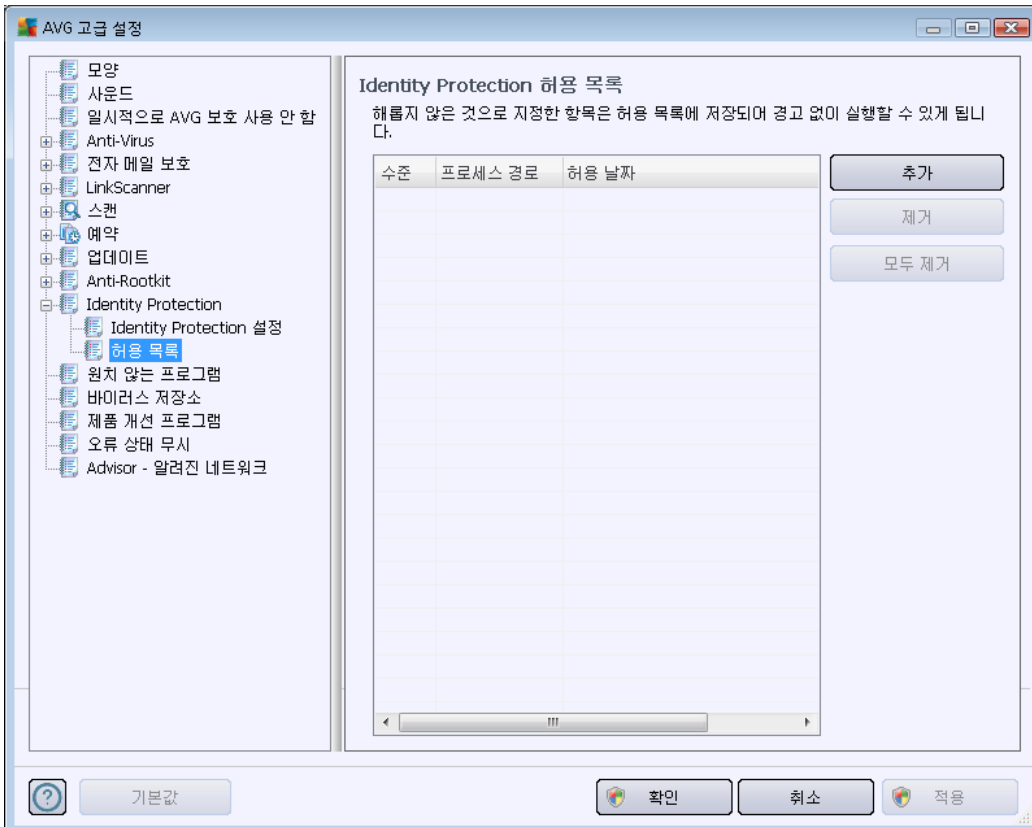 AVG 고급 설정
모양
사운드
일시적으로 AVG 보호 사용 안 함
Anti-Virus
전자 메일 보호
LinkScanner
스캔
예약
업데이트
Anti-Rootkit
Identity Protection
Identity Protection 설정
허용 목록
원치 않는 프로그램
바이러스 저장소
제품 개선 프로그램
오류 상태 무시
Advisor - 알려진 네트워크
Identity Protection 허용 목록
해롭지 않은 것으로 지정한 항목은 허용 목록에 저장되어 경고 없이 실행할 수 있게 됩니
다.
수준 프로세스 경로 허용 날짜
추가
제거
모두 제거
기본값
확인
취소
적용